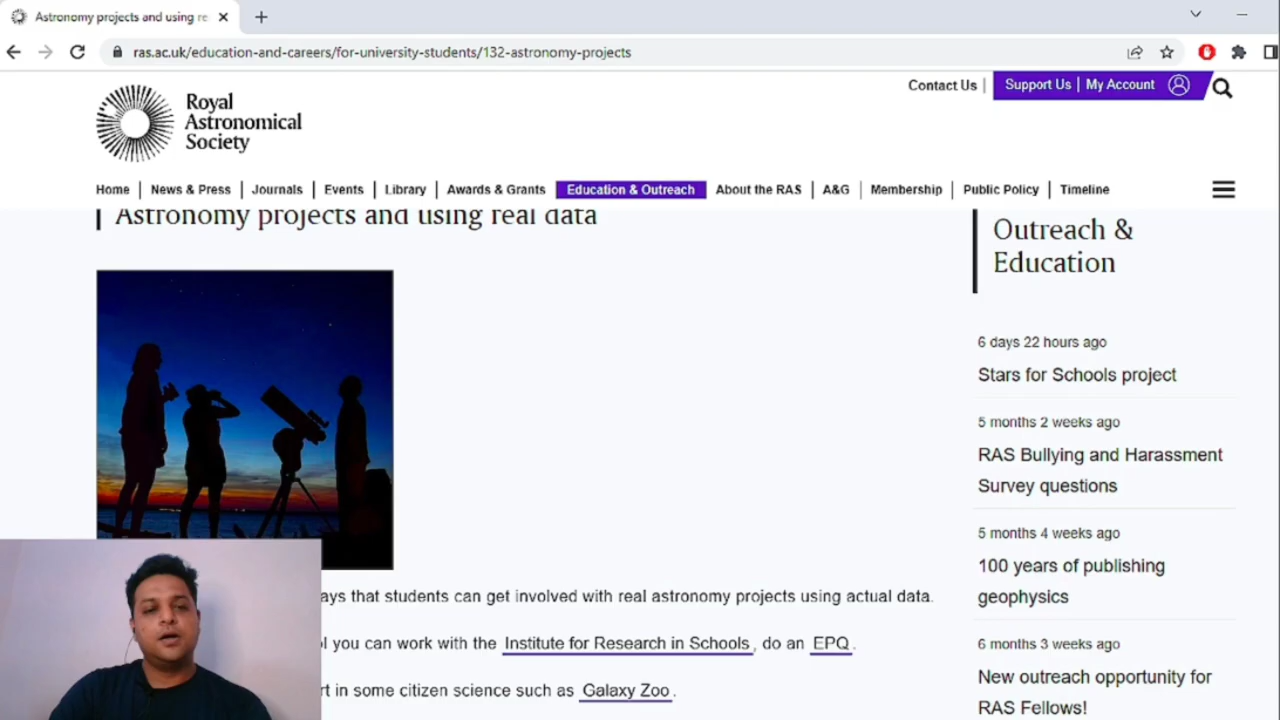 Astronomy projects and using re
ras.ac.uk/education-and-careers/for-university-students/132-astronomy-projects
Contact Us | Support Us | My Account
Royal
Astronomical
Society
Home | News & Press | Journals | Events | Library | Awards & Grants | Education & Outreach | About the RAS | A&G | Membership | Public Policy | Timeline
Astronomy projects and using real data
ays that students can get involved with real astronomy projects using actual data.
l you can work with the Institute for Research in Schools, do an EPQ.
rt in some citizen science such as Galaxy Zoo.
Outreach &
Education
6 days 22 hours ago
Stars for Schools project
5 months 2 weeks ago
RAS Bullying and Harassment
Survey questions
5 months 4 weeks ago
100 years of publishing
geophysics
6 months 3 weeks ago
New outreach opportunity for
RAS Fellows!